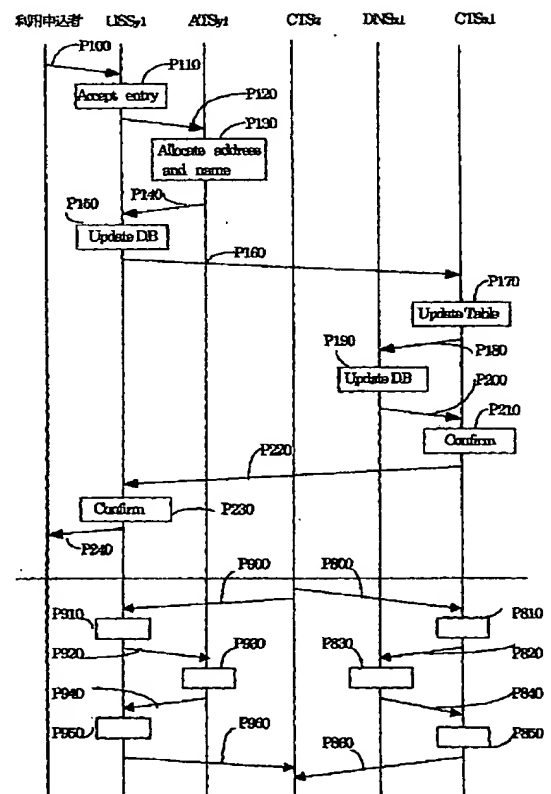 利用申込者 USSy1 ATSy1 CTSz DNSx1 CTSx1
P100
P110
Accept entry
P120
P130
Allocate address
and name
P140
P150
Update DB
P160
P170
Update Table
P180
P190
Update DB
P200
P210
Confirm
P220
Confirm
P230
P240
P900 P800
P910 P810
P920 P930 P830 P820
P940 P840
P950 P960 P860 P850